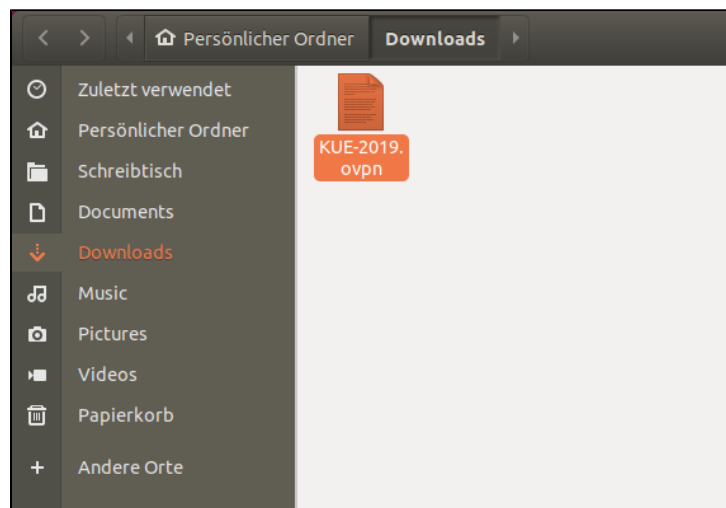 Persönlicher Ordner Downloads
Zuletzt verwendet
Persönlicher Ordner
Schreibtisch
Documents
Downloads
Music
Pictures
Videos
Papierkorb
Andere Orte
KUE-2019.
ovpn